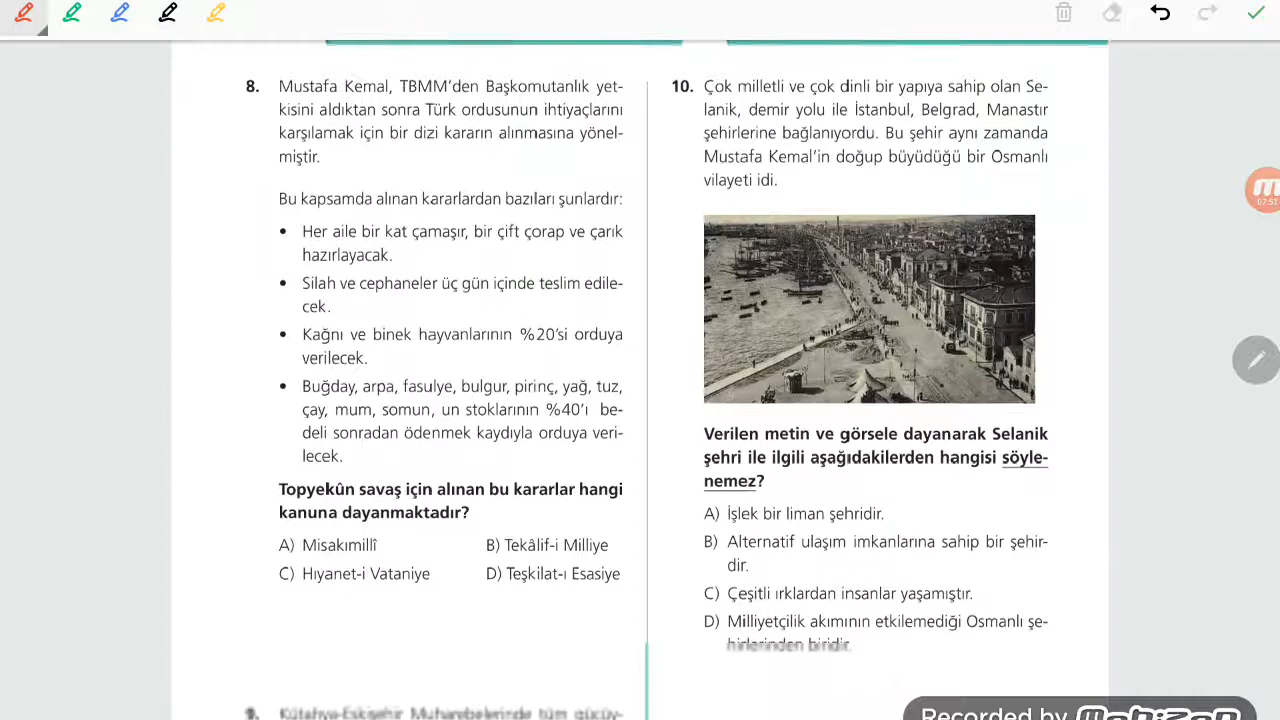 8. Mustafa Kemal, TBMM'den Başkomutanlık yet-
kisini aldıktan sonra Türk ordusunun ihtiyaçlarını
karşılamak için bir dizi kararın alınmasına yönel-
miştir.
Bu kapsamda alınan kararlardan bazıları şunlardır:
• Her aile bir kat çamaşır, bir çift çorap ve çarık
hazırlayacak.
• Silah ve cephaneler üç gün içinde teslim edile-
cek.
• Kağnı ve binek hayvanlarının %20'si orduya
verilecek.
• Buğday, arpa, fasulye, bulgur, pirinç, yağ, tuz,
çay, mum, somun, un stoklarının %40'ı be-
deli sonradan ödenmek kaydıyla orduya veri-
lecek.
Topyekûn savaş için alınan bu kararlar hangi
kanuna dayanmaktadır?
A) Misakımillî B) Tekâlif-i Milliye
C) Hıyanet-i Vataniye D) Teşkilat-ı Esasiye
9. Kütahya-Eskişehir Muharebelerinde tüm gücüy-
10. Çok milletli ve çok dinli bir yapıya sahip olan Se-
lanik, demir yolu ile İstanbul, Belgrad, Manastır
şehirlerine bağlanıyordu. Bu şehir aynı zamanda
Mustafa Kemal'in doğup büyüdüğü bir Osmanlı
vilayeti idi.
Verilen metin ve görsele dayanarak Selanik
şehri ile ilgili aşağıdakilerden hangisi söyle-
nemez?
A) İşlek bir liman şehridir.
B) Alternatif ulaşım imkanlarına sahip bir şehir-
dir.
C) Çeşitli ırklardan insanlar yaşamıştır.
D) Milliyetçilik akımının etkilemediği Osmanlı şe-
hirlerinden biridir.
07:51
Recorded by